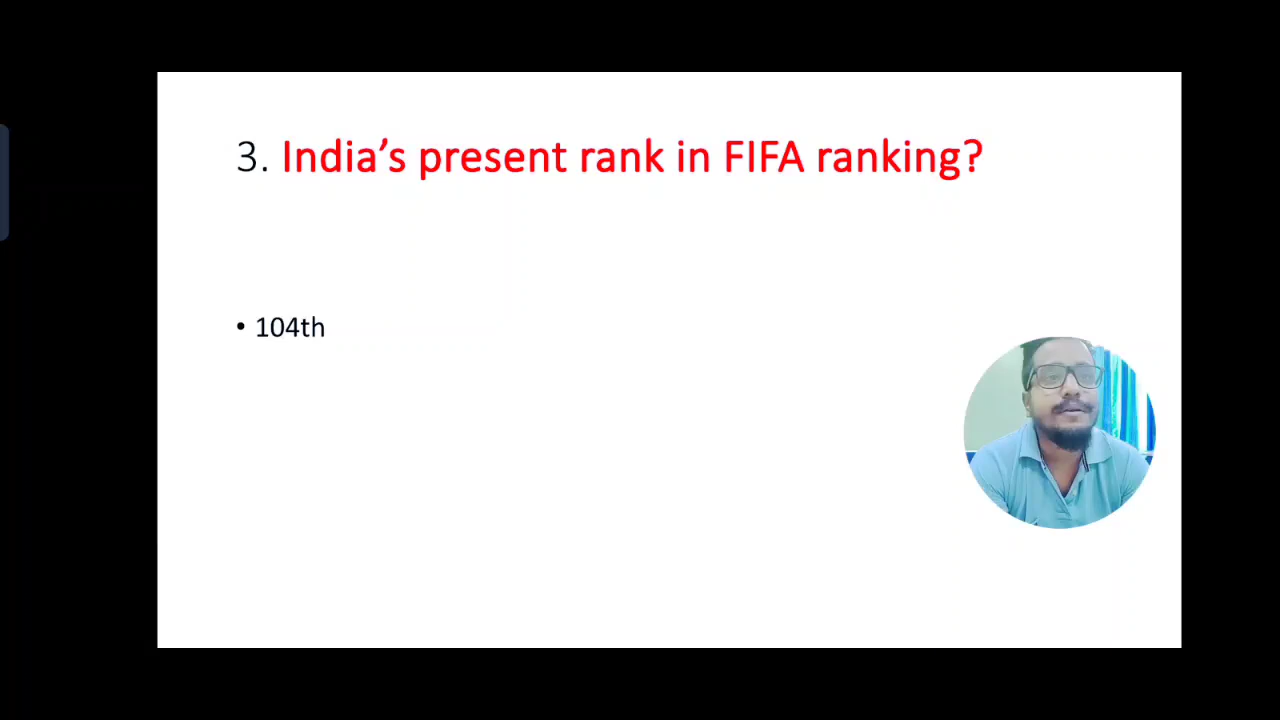 3. India’s present rank in FIFA ranking?
• 104th